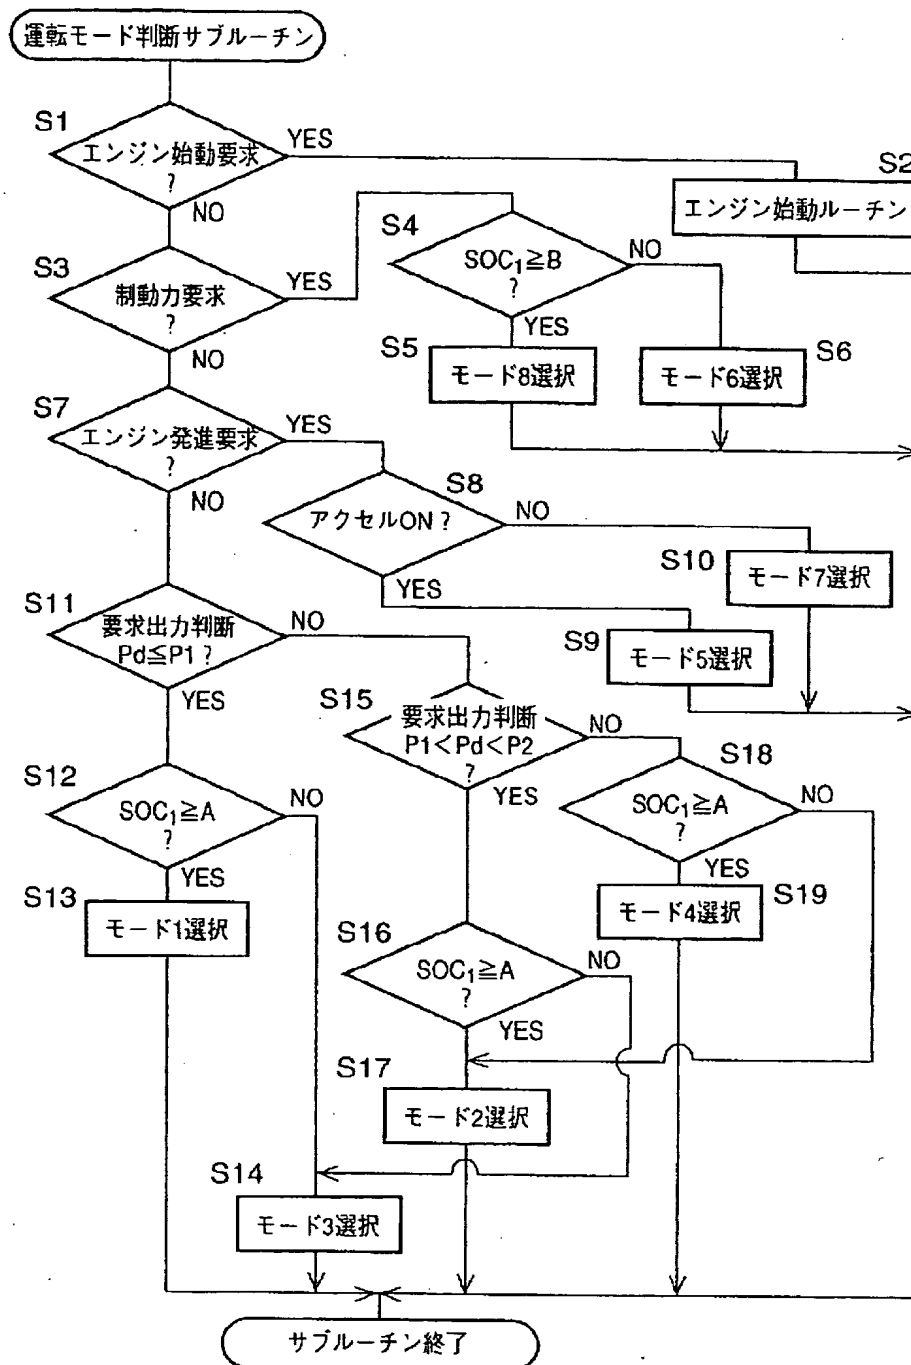 運転モード判断サブルーチン
S1
エンジン始動要求
?
YES
NO
S2
エンジン始動ルーチン
S3
制動力要求
?
YES
NO
S4
SOC₁≧B
?
NO
YES
S5
モード8選択
S6
モード6選択
S7
エンジン発進要求
?
YES
NO
S8
アクセルON?
NO
YES
S10
モード7選択
S9
モード5選択
S11
要求出力判断
Pd≦P1?
NO
YES
S15
要求出力判断
P1<Pd<P2
?
NO
YES
S12
SOC₁≧A
?
NO
YES
S18
SOC₁≧A
?
NO
YES
S13
モード1選択
S19
モード4選択
S16
SOC₁≧A
?
NO
YES
S17
モード2選択
S14
モード3選択
サブルーチン終了